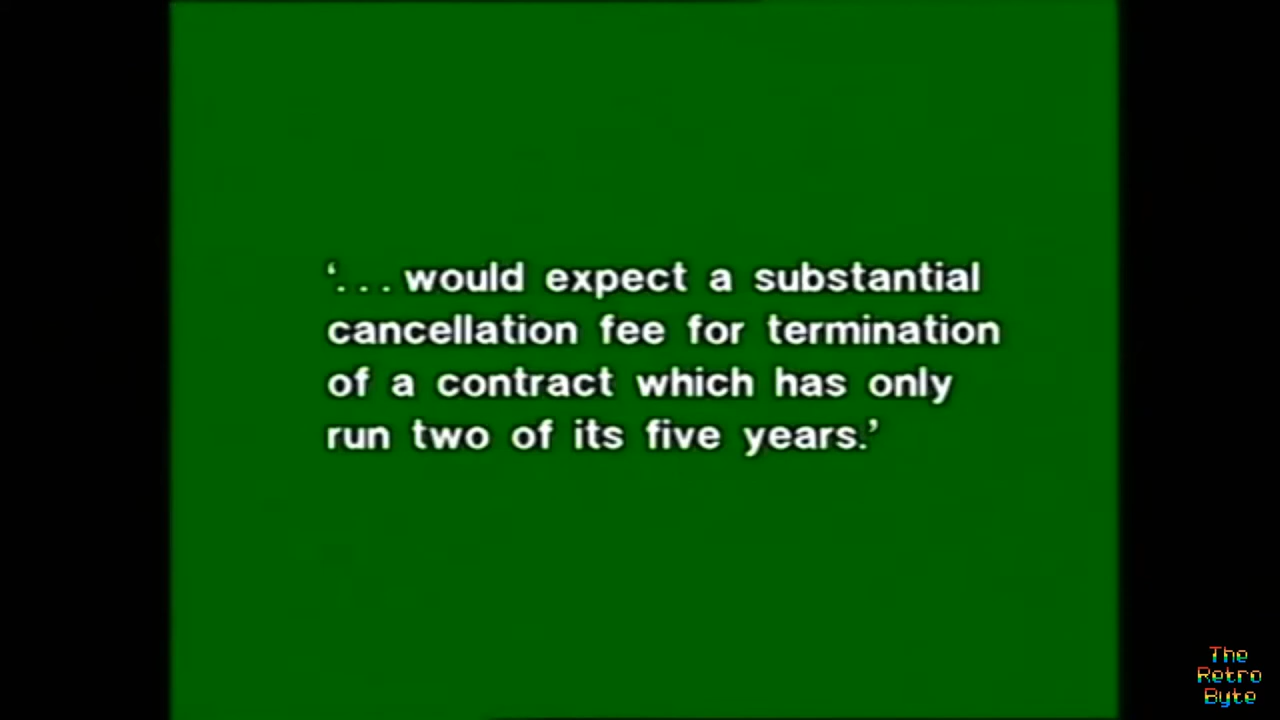 ‘... would expect a substantial
cancellation fee for termination
of a contract which has only
run two of its five years.’
The
Retro
Byte